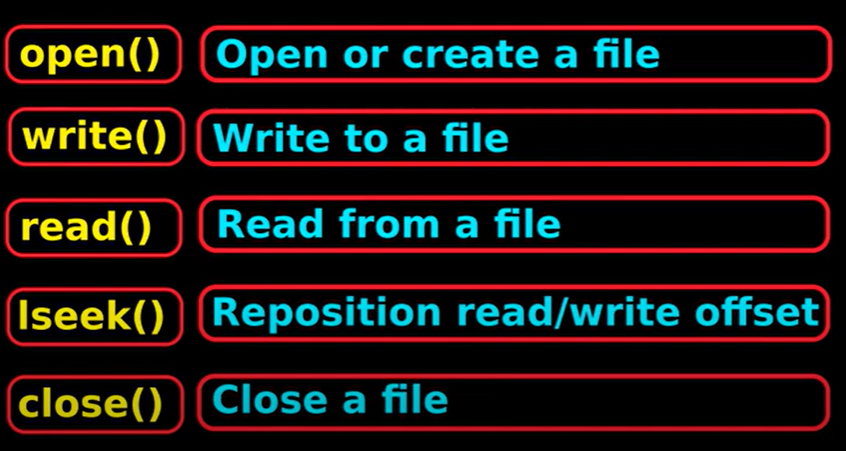 open() Open or create a file
write() Write to a file
read() Read from a file
lseek() Reposition read/write offset
close() Close a file